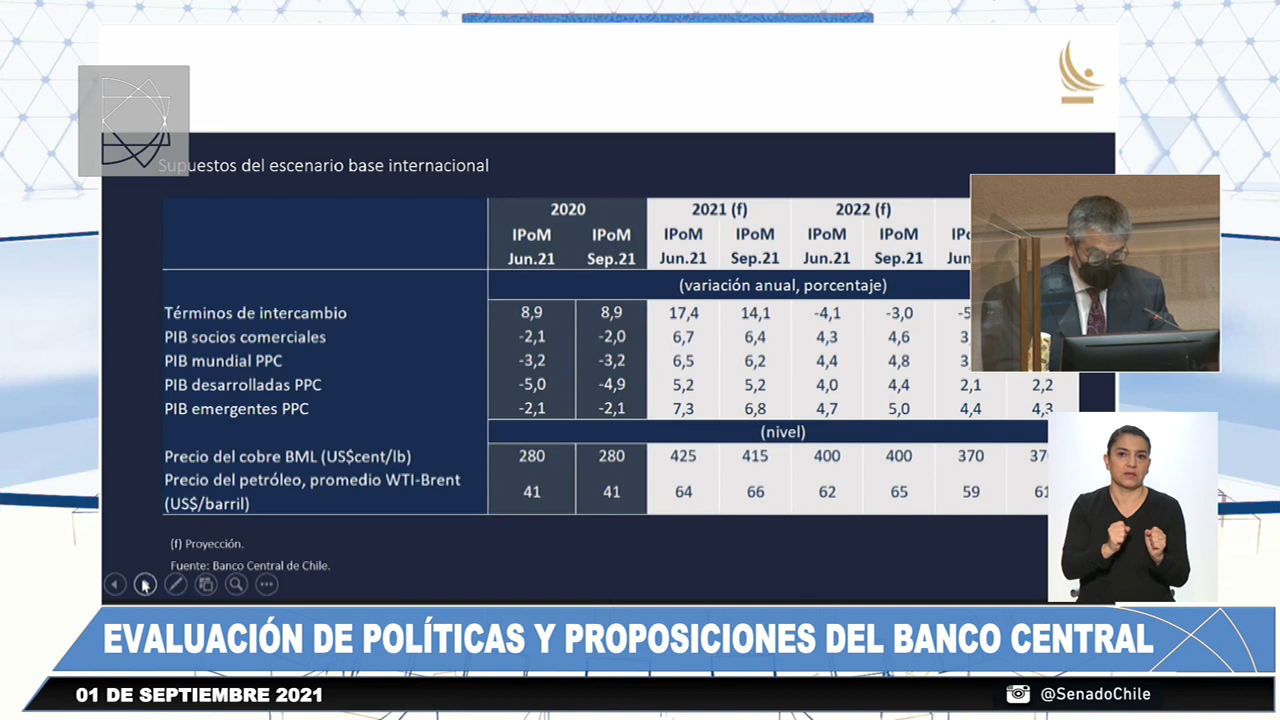 Supuestos del escenario base internacional
2020 2021 (f) 2022 (f)
IPoM IPoM IPoM IPoM IPoM IPoM
Jun.21 Sep.21 Jun.21 Sep.21 Jun.21 Sep.21
(variación anual, porcentaje)
Términos de intercambio 8,9 8,9 17,4 14,1 -4,1 -3,0
PIB socios comerciales -2,1 -2,0 6,7 6,4 4,3 4,6
PIB mundial PPC -3,2 -3,2 6,5 6,2 4,4 4,8
PIB desarrolladas PPC -5,0 -4,9 5,2 5,2 4,0 4,4 2,1 2,2
PIB emergentes PPC -2,1 -2,1 7,3 6,8 4,7 5,0 4,4 4,3
(nivel)
Precio del cobre BML (US$cent/lb) 280 280 425 415 400 400 370
Precio del petróleo, promedio WTI-Brent
(US$/barril) 41 41 64 66 62 65 59 61
(f) Proyección.
Fuente: Banco Central de Chile.
EVALUACIÓN DE POLÍTICAS Y PROPOSICIONES DEL BANCO CENTRAL
01 DE SEPTIEMBRE 2021 @SenadoChile